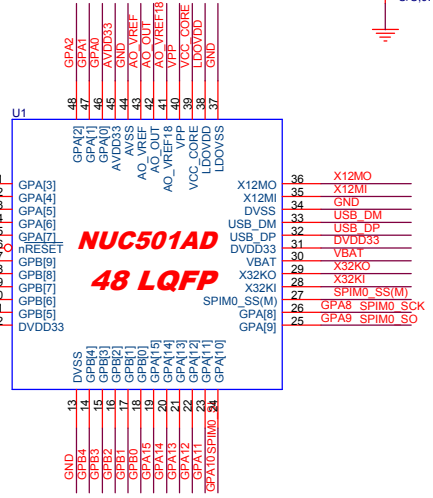 GPA2
GPA1
GPA0
AVDD33
GND
AO_VREF
AO_OUT
AO_VREF18
VPP
VCC_CORE
LDOVDD
GND
48
47
46
45
44
43
42
41
40
39
38
37
U1
GPA[2]
GPA[1]
GPA[0]
AVDD33
AVSS
AO_VREF
AO_OUT
AO_VREF18
VPP
VCC_CORE
LDOVDD
LDOVSS
GPA[3]
GPA[4]
GPA[5]
GPA[6]
GPA[7]
nRESET
GPB[9]
GPB[8]
GPB[7]
GPB[6]
GPB[5]
DVDD33
NUC501AD
48 LQFP
X12MO 36 X12MO
X12MI 35 X12MI
DVSS 34 GND
USB_DM 33 USB_DM
USB_DP 32 USB_DP
DVDD33 31 DVDD33
VBAT 30 VBAT
X32KO 29 X32KO
X32KI 28 X32KI
SPIM0_SS(M) 27 SPIM0_SS(M)
GPA[8] 26 GPA8 SPIM0_SCK
GPA[9] 25 GPA9 SPIM0_SO
DVSS
GPB[4]
GPB[3]
GPB[2]
GPB[1]
GPB[0]
GPA[15]
GPA[14]
GPA[13]
GPA[12]
GPA[11]
GPA[10]
13
14
15
16
17
18
19
20
21
22
23
24
GND
GPB4
GPB3
GPB2
GPB1
GPB0
GPA15
GPA14
GPA13
GPA12
GPA11
GPA10